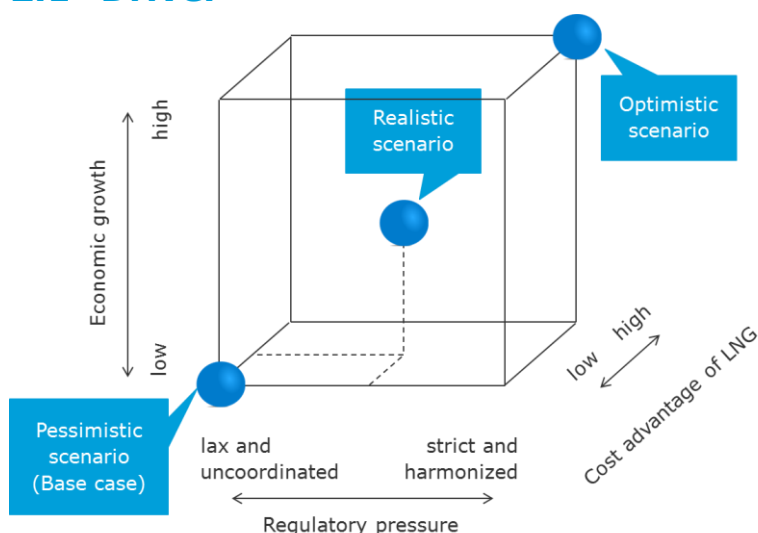 Optimistic
scenario
Realistic
scenario
high
Economic growth
low
high
low
Cost advantage of LNG
Pessimistic
scenario
(Base case)
lax and
uncoordinated
strict and
harmonized
Regulatory pressure